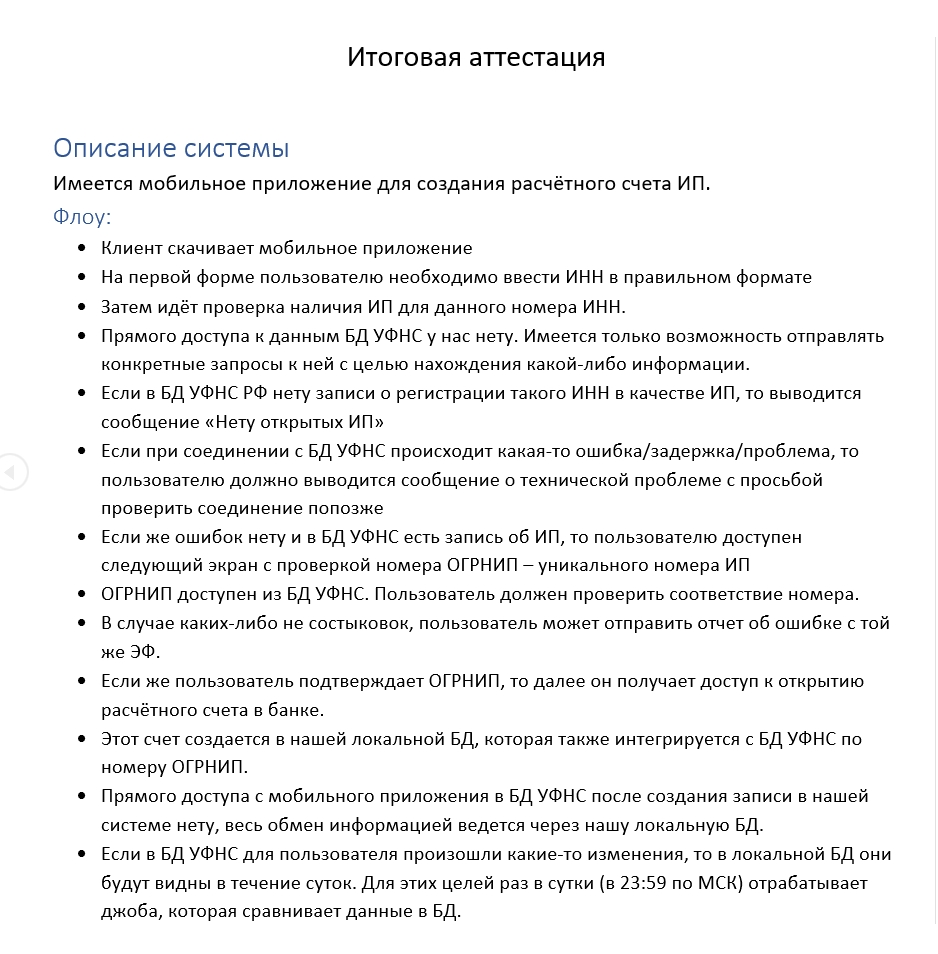 Итоговая аттестация
Описание системы
Имеется мобильное приложение для создания расчётного счета ИП.
Флоу:
• Клиент скачивает мобильное приложение
• На первой форме пользователю необходимо ввести ИНН в правильном формате
• Затем идёт проверка наличия ИП для данного номера ИНН.
• Прямого доступа к данным БД УФНС у нас нету. Имеется только возможность отправлять
конкретные запросы к ней с целью нахождения какой-либо информации.
• Если в БД УФНС РФ нету записи о регистрации такого ИНН в качестве ИП, то выводится
сообщение «Нету открытых ИП»
• Если при соединении с БД УФНС происходит какая-то ошибка/задержка/проблема, то
пользователю должно выводится сообщение о технической проблеме с просьбой
проверить соединение попозже
• Если же ошибок нету и в БД УФНС есть запись об ИП, то пользователю доступен
следующий экран с проверкой номера ОГРНИП – уникального номера ИП
• ОГРНИП доступен из БД УФНС. Пользователь должен проверить соответствие номера.
• В случае каких-либо не состыковок, пользователь может отправить отчет об ошибке с той
же ЭФ.
• Если же пользователь подтверждает ОГРНИП, то далее он получает доступ к открытию
расчётного счета в банке.
• Этот счет создается в нашей локальной БД, которая также интегрируется с БД УФНС по
номеру ОГРНИП.
• Прямого доступа с мобильного приложения в БД УФНС после создания записи в нашей
системе нету, весь обмен информацией ведется через нашу локальную БД.
• Если в БД УФНС для пользователя произошли какие-то изменения, то в локальной БД они
будут видны в течение суток. Для этих целей раз в сутки (в 23:59 по МСК) отрабатывает
джоба, которая сравнивает данные в БД.